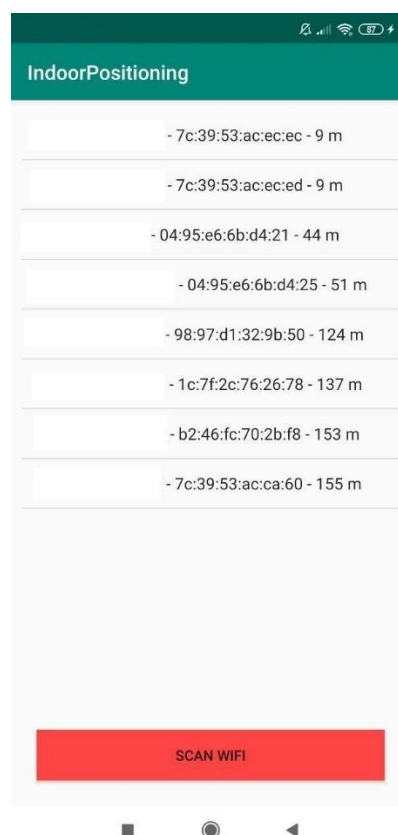 87
IndoorPositioning
- 7c:39:53:ac:ec:ec - 9 m
- 7c:39:53:ac:ec:ed - 9 m
- 04:95:e6:6b:d4:21 - 44 m
- 04:95:e6:6b:d4:25 - 51 m
- 98:97:d1:32:9b:50 - 124 m
- 1c:7f:2c:76:26:78 - 137 m
- b2:46:fc:70:2b:f8 - 153 m
- 7c:39:53:ac:ca:60 - 155 m
SCAN WIFI